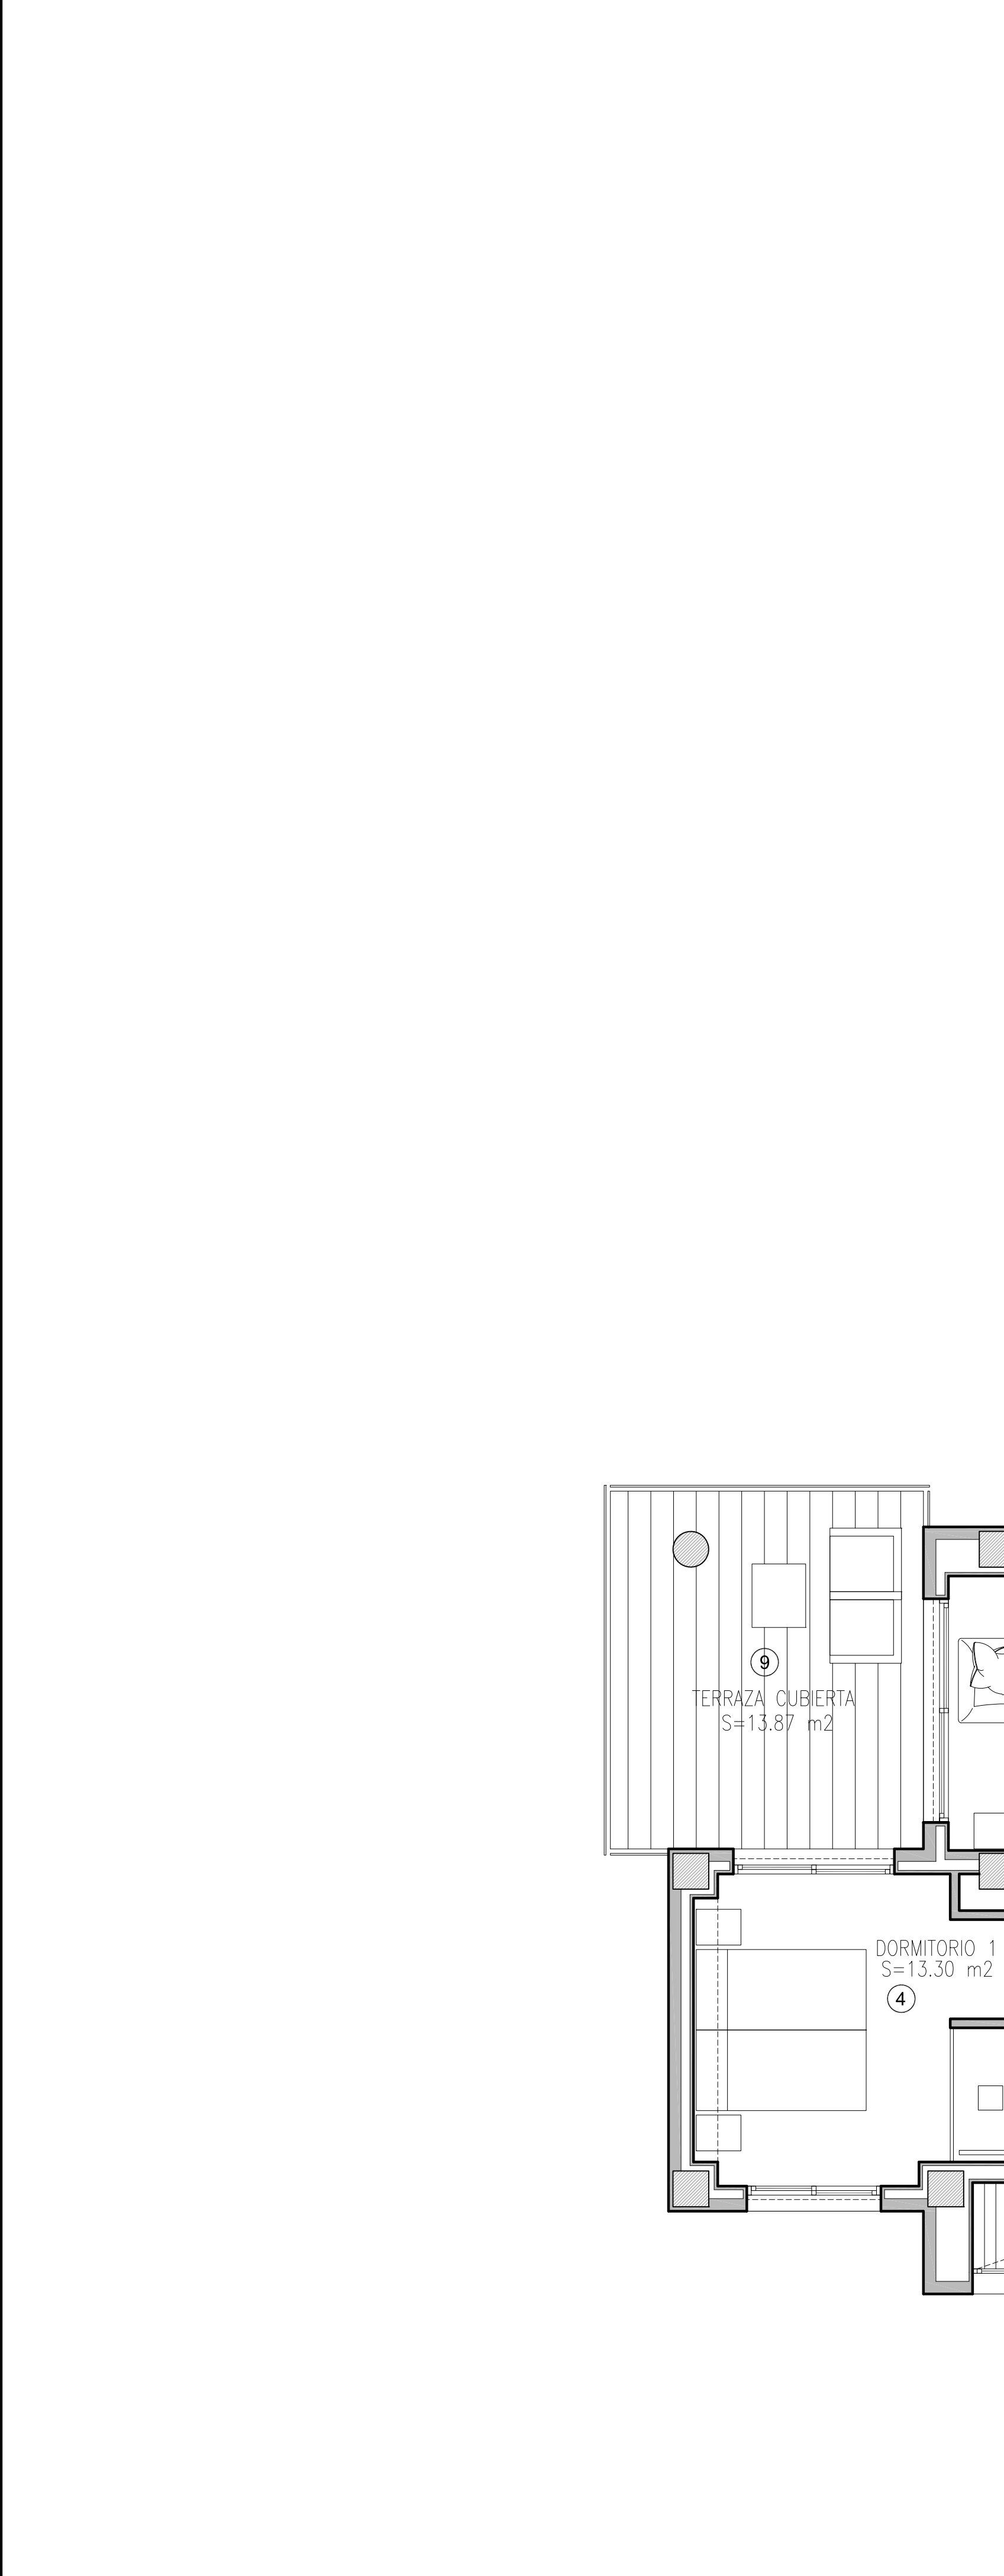 9
TERRAZA CUBIERTA
S=13.87 m2
DORMITORIO 1
S=13.30 m2
4